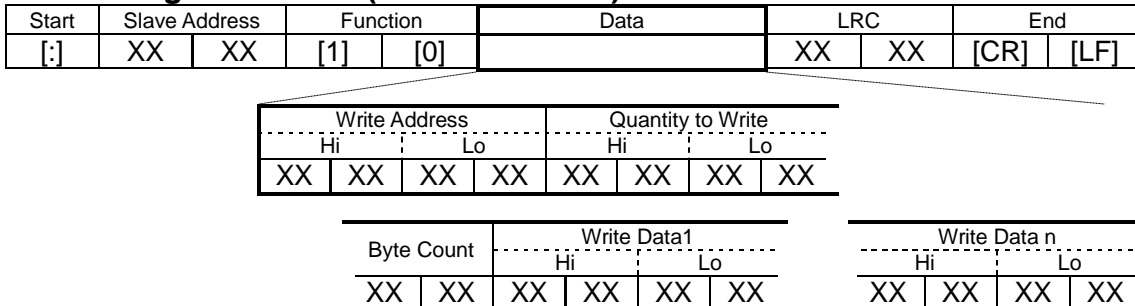 Start Slave Address Function Data LRC End
[:] XX XX [1] [0] XX XX [CR] [LF]
Write Address Quantity to Write
Hi Lo Hi Lo
XX XX XX XX XX XX XX XX
Byte Count Write Data1 Write Data n
Hi Lo Hi Lo
XX XX XX XX XX XX XX XX XX XX